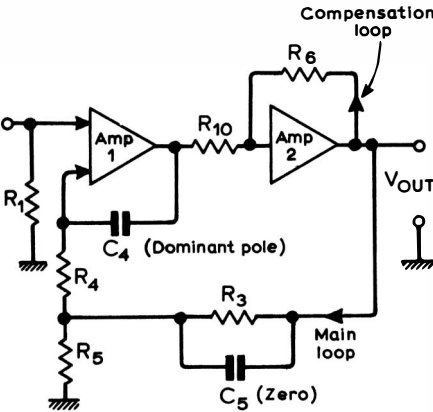 Compensation
loop
R6
Amp
1
R10
Amp
2
R1
VOUT
C4 (Dominant pole)
R4
R3
Main
loop
R5
C5 (Zero)